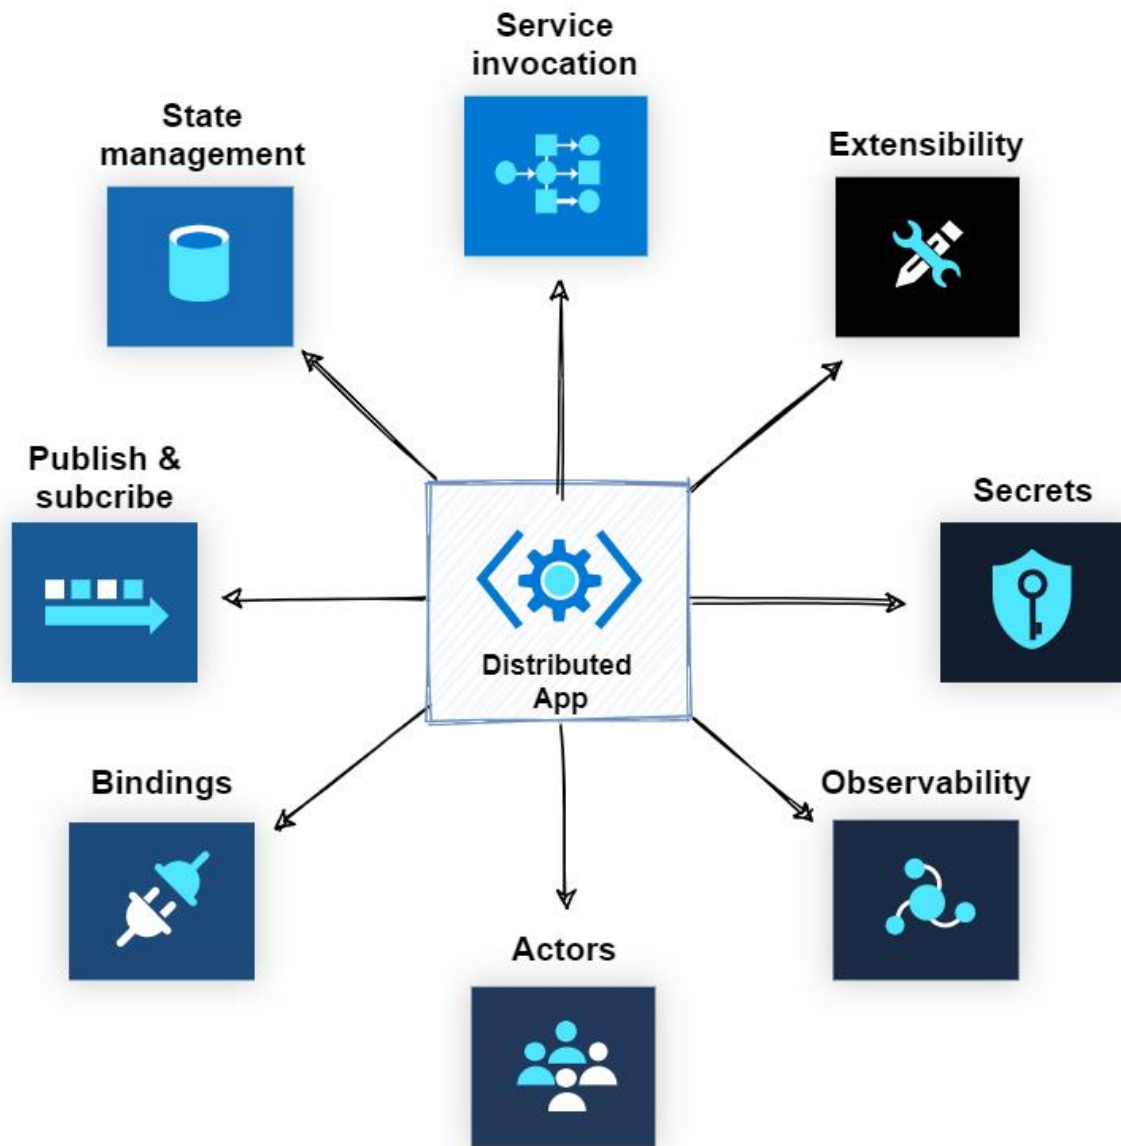 Service
invocation
State
management
Extensibility
Publish &
subcribe
Secrets
Distributed
App
Bindings
Observability
Actors